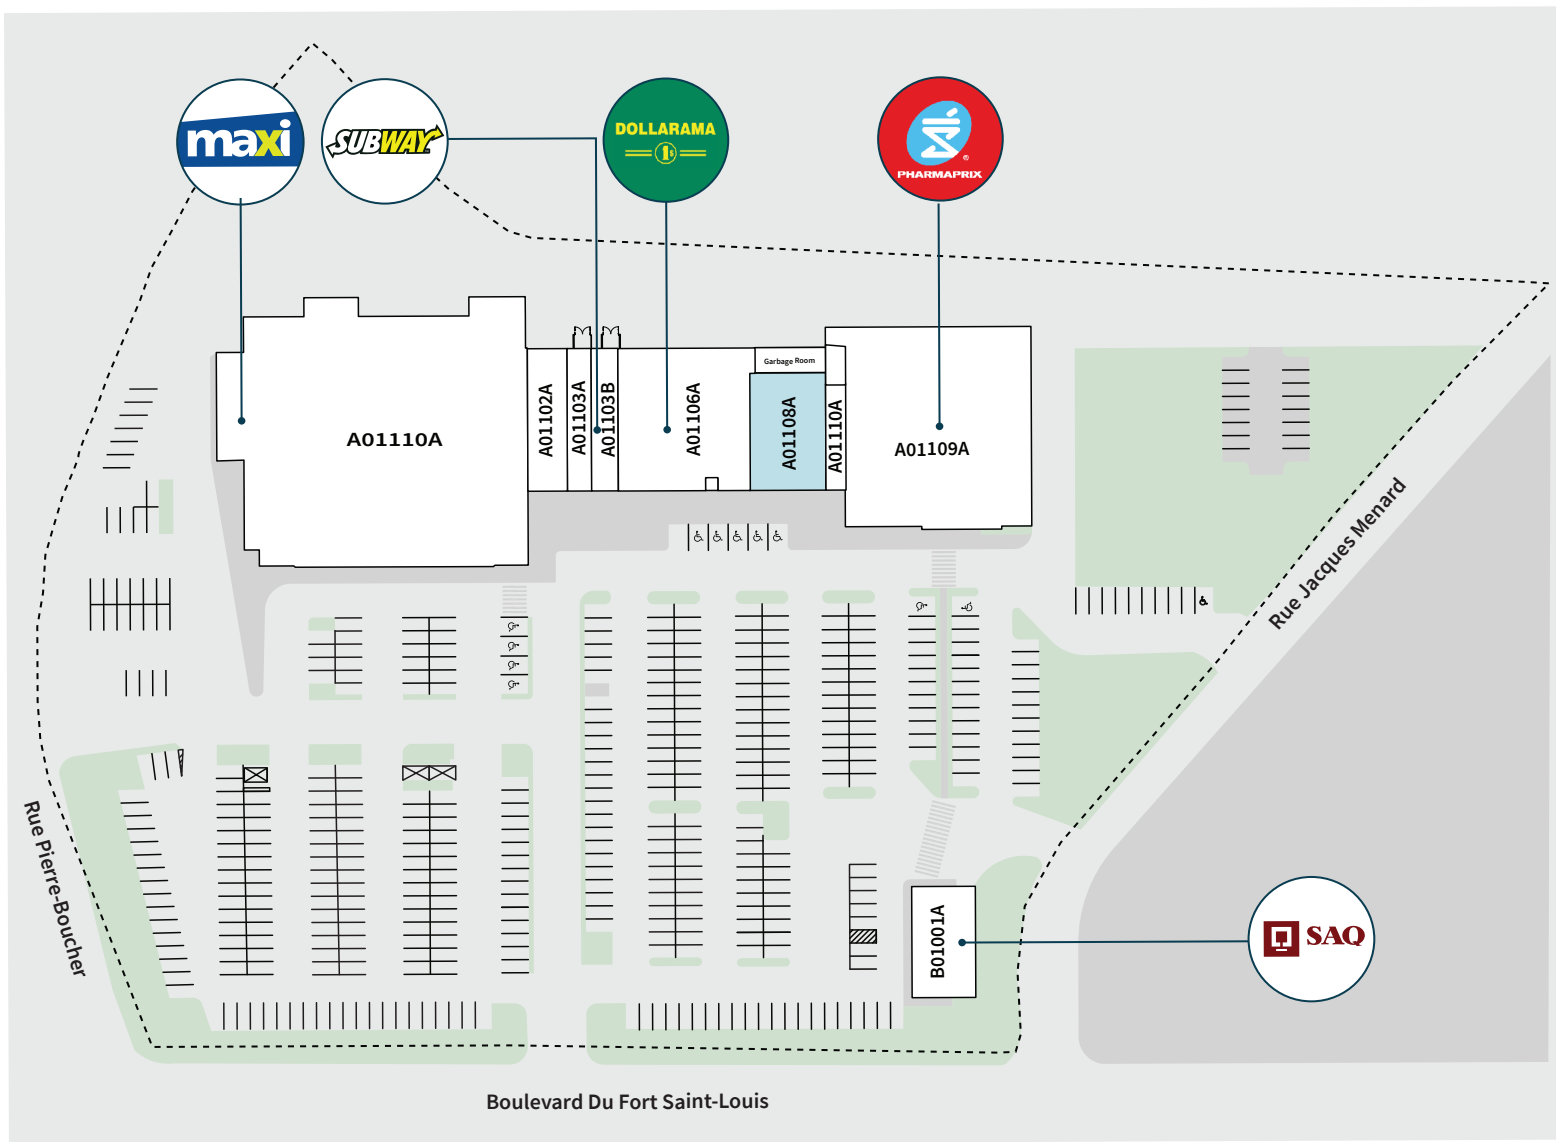 maxi
SUBWAY
DOLLARAMA
1$
PHARMAPRIX
®
Garbage Room
A01110A
A01102A
A01103A
A01103B
A01106A
A01108A
A01110A
A01109A
Rue Jacques Menard
Rue Pierre-Boucher
B01001A
SAQ
Boulevard Du Fort Saint-Louis